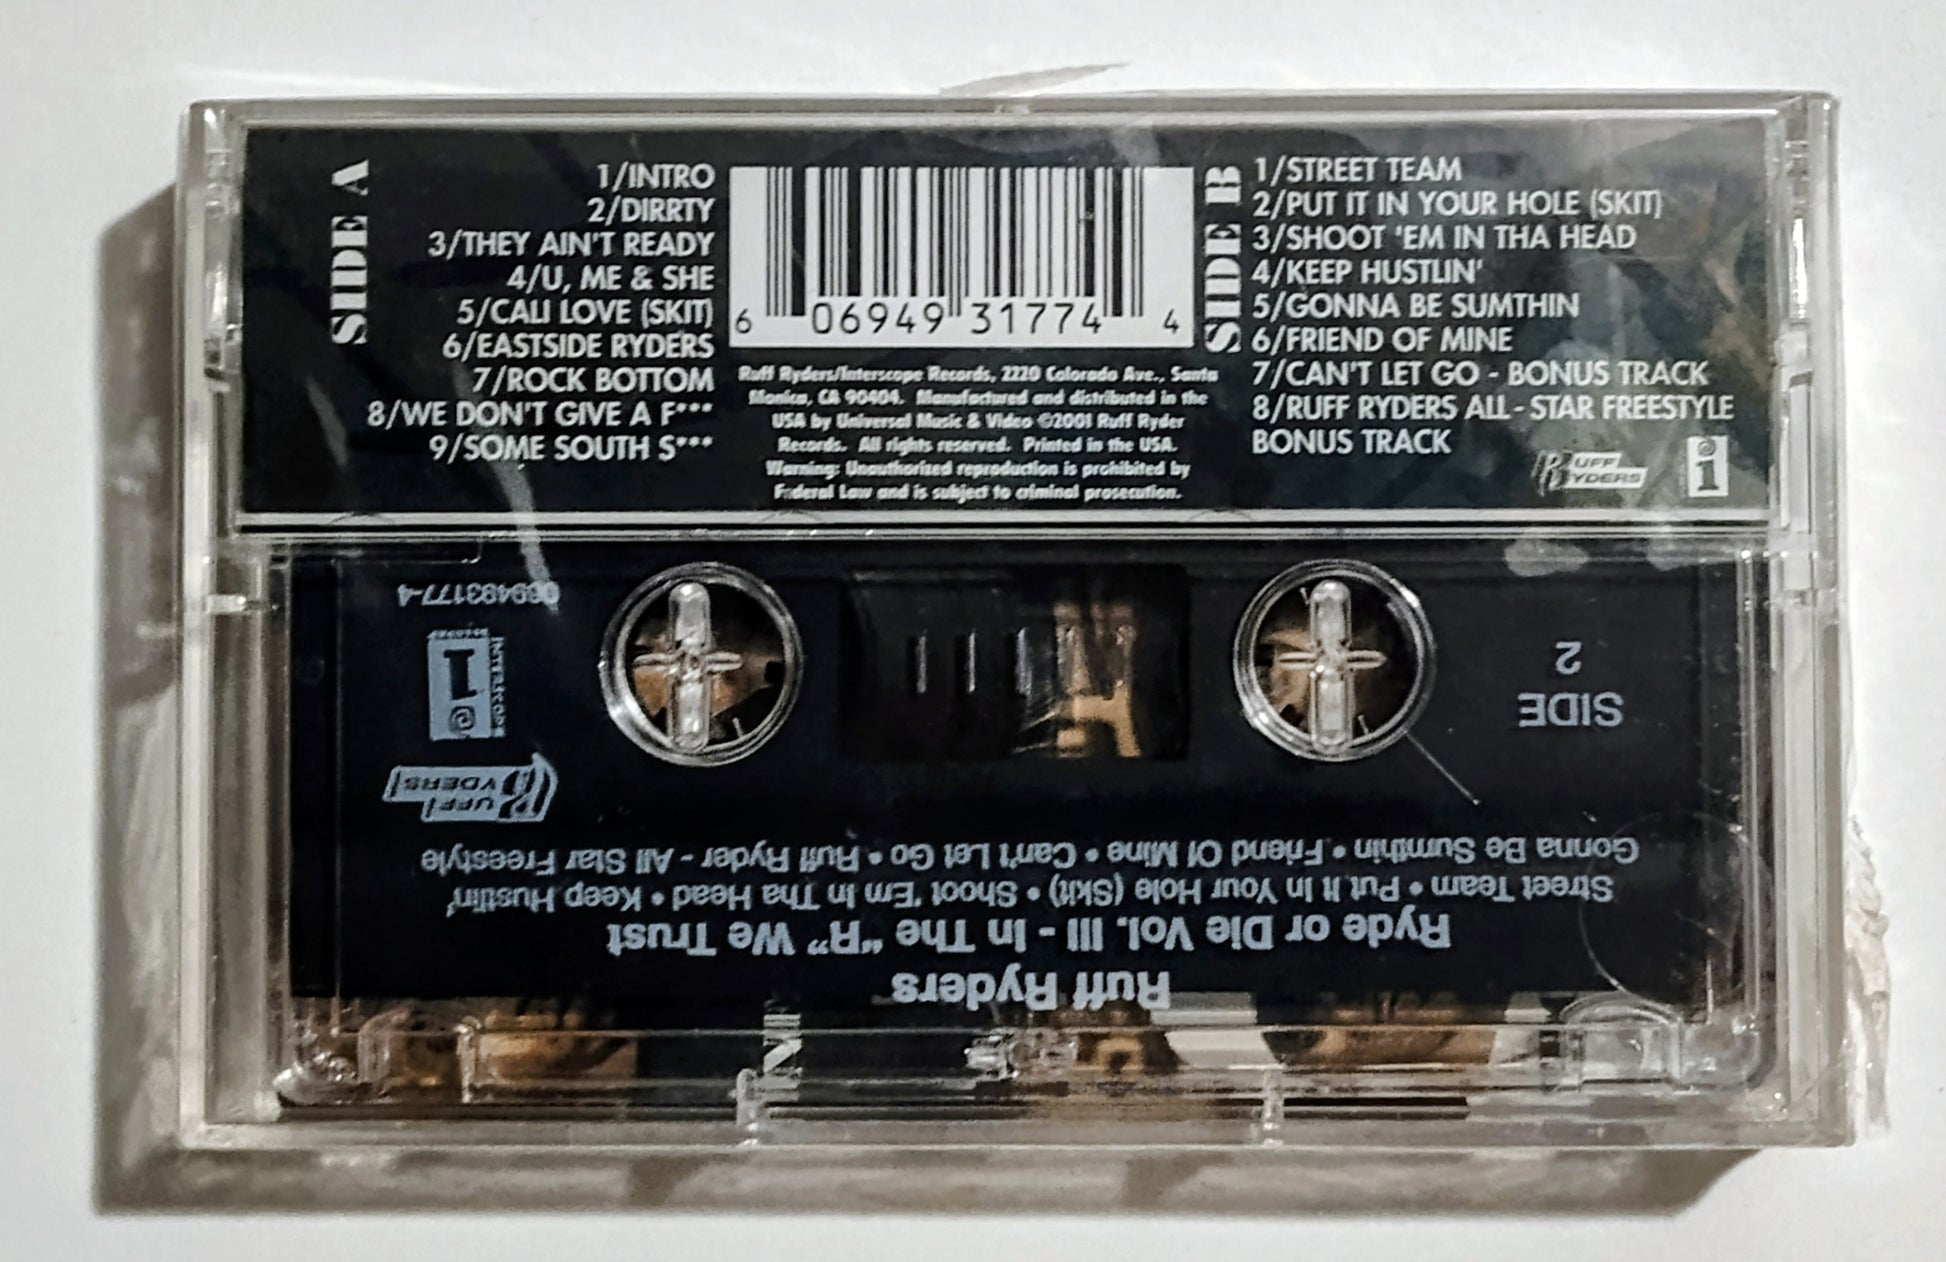 SIDE A
1/INTRO
2/DIRRTY
3/THEY AIN'T READY
4/U, ME & SHE
5/CALI LOVE (SKIT)
6/EASTSIDE RYDERS
7/ROCK BOTTOM
8/WE DON'T GIVE A F***
9/SOME SOUTH S***
6 06949 31774 4
Ruff Ryders/Interscope Records, 2220 Colorado Ave., Santa
Monica, CA 90404. Manufactured and distributed in the
USA by Universal Music & Video ©2001 Ruff Ryder
Records. All rights reserved. Printed in the USA.
Warning: Unauthorized reproduction is prohibited by
Federal Law and is subject to criminal prosecution.
SIDE B
1/STREET TEAM
2/PUT IT IN YOUR HOLE (SKIT)
3/SHOOT 'EM IN THA HEAD
4/KEEP HUSTLIN'
5/GONNA BE SUMTHIN
6/FRIEND OF MINE
7/CAN'T LET GO - BONUS TRACK
8/RUFF RYDERS ALL-STAR FREESTYLE
BONUS TRACK
RUFF
RYDERS
i
Ruff Ryders
Ryde or Die Vol. III - In The "R" We Trust
Street Team • Put It In Your Hole (Skit) • Shoot 'Em In Tha Head • Keep Hustlin'
Gonna Be Sumthin • Friend Of Mine • Can't Let Go • Ruff Ryder - All Star Freestyle
RUFF
RYDERS
SIDE
2
INTERSCOPE
RECORDS
069493177-4